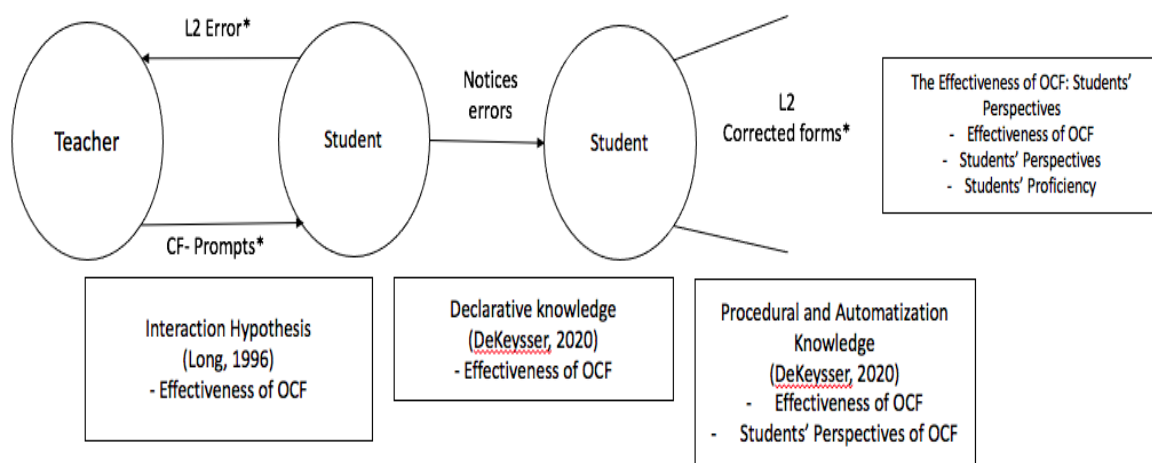 L2 Error*
Teacher
Student
CF- Prompts*
Notices
errors
Student
L2
Corrected forms*
The Effectiveness of OCF: Students'
Perspectives
- Effectiveness of OCF
- Students' Perspectives
- Students' Proficiency
Interaction Hypothesis
(Long, 1996)
- Effectiveness of OCF
Declarative knowledge
(DeKeysser, 2020)
- Effectiveness of OCF
Procedural and Automatization
Knowledge
(DeKeysser, 2020)
- Effectiveness of OCF
- Students' Perspectives of OCF